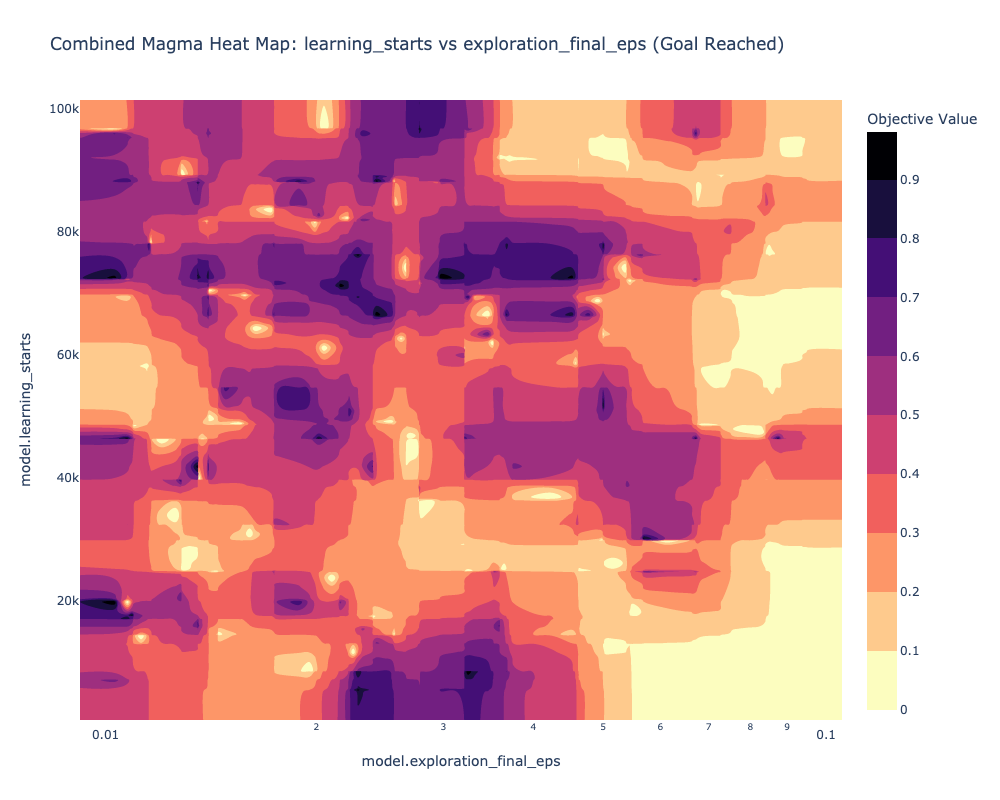 Combined Magma Heat Map: learning_starts vs exploration_final_eps (Goal Reached)
Objective Value
100k
80k
60k
40k
20k
model.learning_starts
0.9
0.8
0.7
0.6
0.5
0.4
0.3
0.2
0.1
0
0.01
2
3
4
5
6
7
8
9
0.1
model.exploration_final_eps